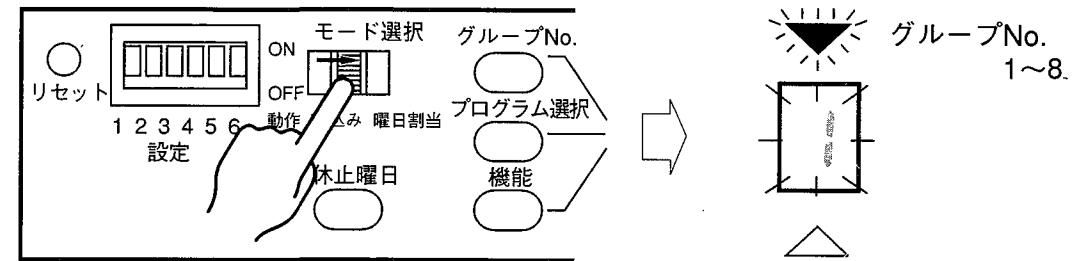 モード選択
グループNo.
ON
OFF
リセット
1 2 3 4 5 6
設定
動作
み
曜日割当
プログラム選択
休止曜日
機能
グループNo.
1〜8
1